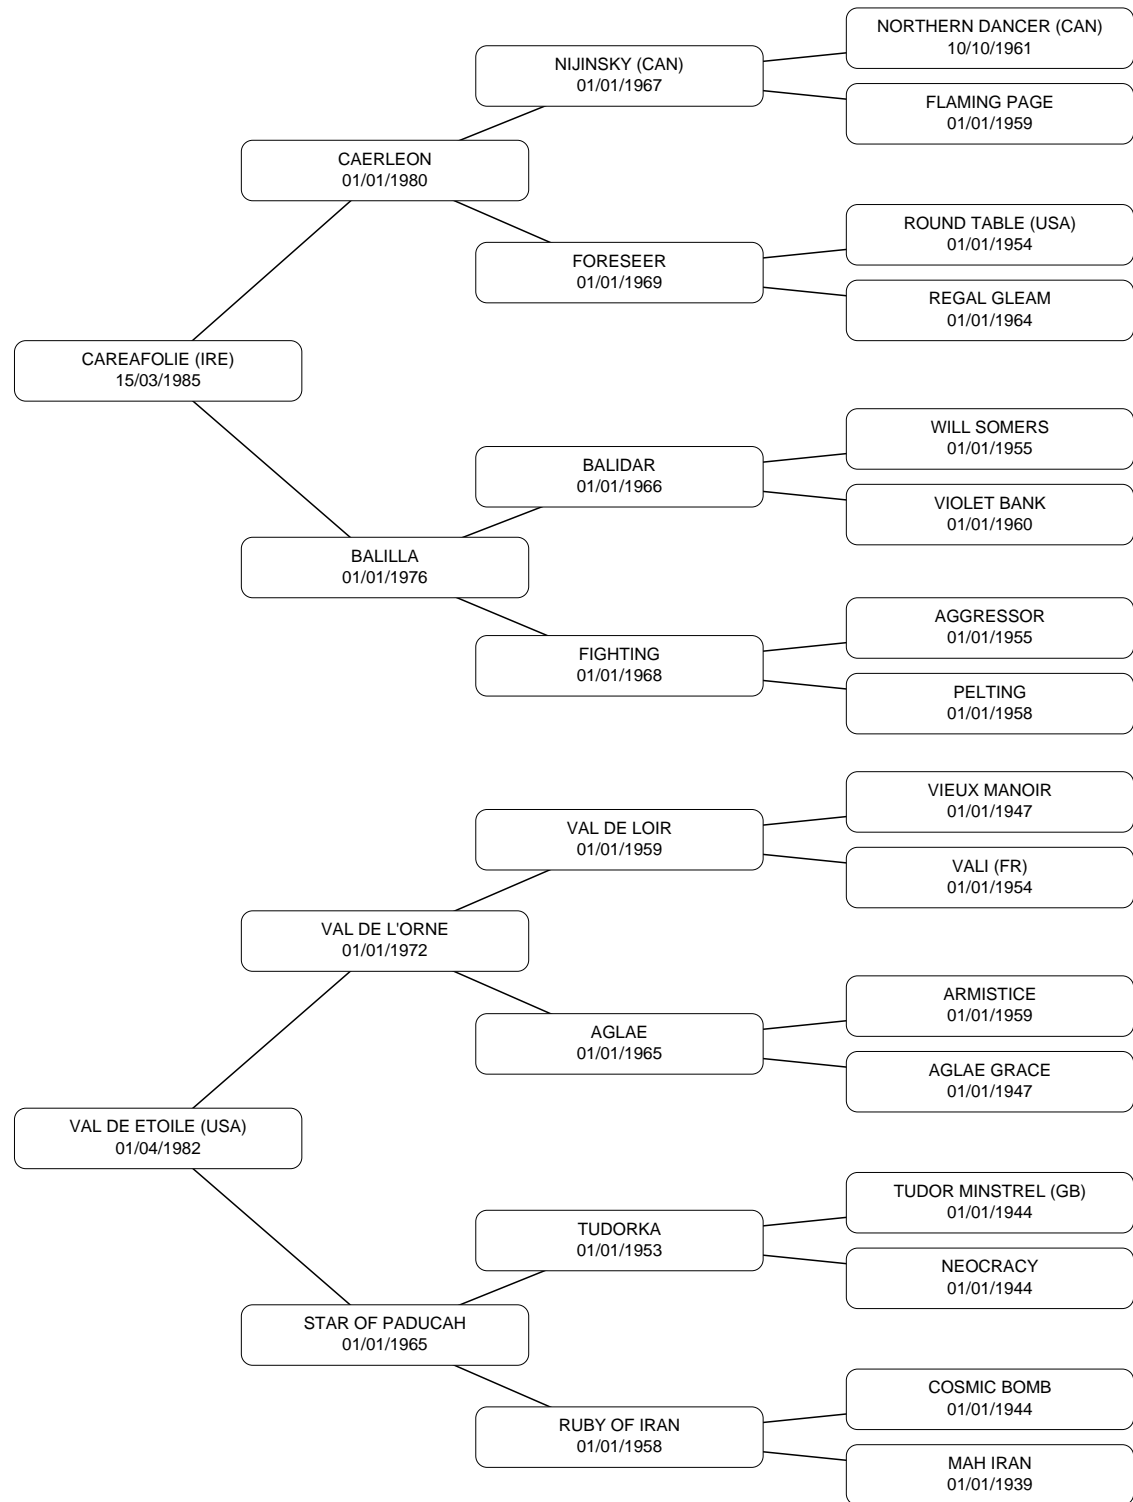 NORTHERN DANCER (CAN)
10/10/1961
NIJINSKY (CAN)
01/01/1967
FLAMING PAGE
01/01/1959
CAERLEON
01/01/1980
ROUND TABLE (USA)
01/01/1954
FORESEER
01/01/1969
REGAL GLEAM
01/01/1964
CAREAFOLIE (IRE)
15/03/1985
WILL SOMERS
01/01/1955
BALIDAR
01/01/1966
VIOLET BANK
01/01/1960
BALILLA
01/01/1976
AGGRESSOR
01/01/1955
FIGHTING
01/01/1968
PELTING
01/01/1958
VIEUX MANOIR
01/01/1947
VAL DE LOIR
01/01/1959
VALI (FR)
01/01/1954
VAL DE L'ORNE
01/01/1972
ARMISTICE
01/01/1959
AGLAE
01/01/1965
AGLAE GRACE
01/01/1947
VAL DE ETOILE (USA)
01/04/1982
TUDOR MINSTREL (GB)
01/01/1944
TUDORKA
01/01/1953
NEOCRACY
01/01/1944
STAR OF PADUCAH
01/01/1965
COSMIC BOMB
01/01/1944
RUBY OF IRAN
01/01/1958
MAH IRAN
01/01/1939